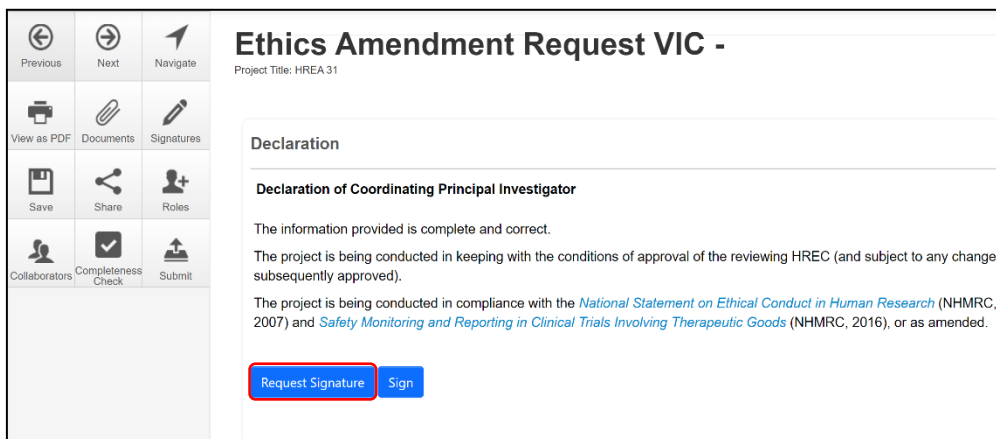 Previous
Next
Navigate
View as PDF
Documents
Signatures
Save
Share
Roles
Collaborators
Completeness
Check
Submit
Ethics Amendment Request VIC -
Project Title: HREA 31
Declaration
Declaration of Coordinating Principal Investigator
The information provided is complete and correct.
The project is being conducted in keeping with the conditions of approval of the reviewing HREC (and subject to any change
subsequently approved).
The project is being conducted in compliance with the National Statement on Ethical Conduct in Human Research (NHMRC,
2007) and Safety Monitoring and Reporting in Clinical Trials Involving Therapeutic Goods (NHMRC, 2016), or as amended.
Request Signature
Sign